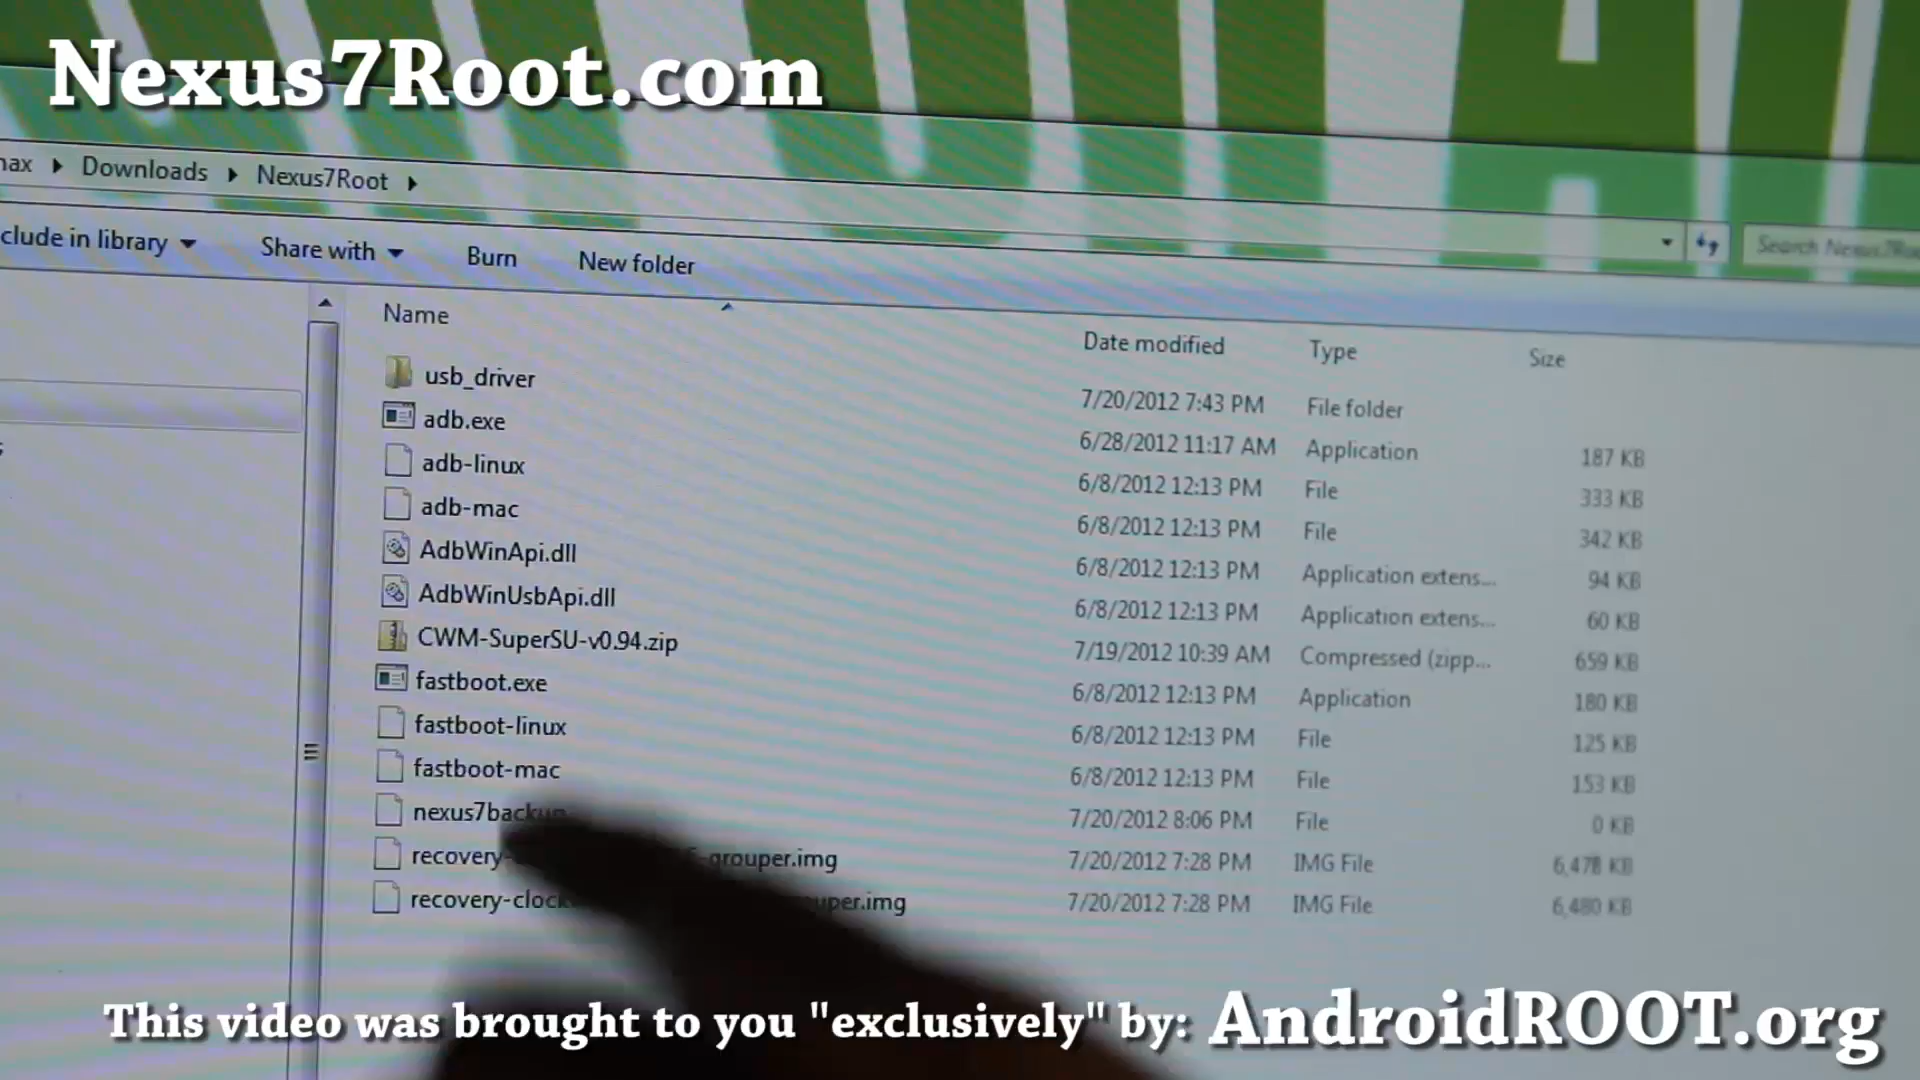 Nexus7Root.com
Downloads Nexus7Root
Share with Burn New folder
in library
Search
Name Date modified Type Size
usb_driver 7/20/2012 7:43 PM File folder
adb.exe 6/28/2012 11:17 AM Application 187 KB
adb-linux 6/8/2012 12:13 PM File 333 KB
adb-mac 6/8/2012 12:13 PM File 342 KB
AdbWinApi.dll 6/8/2012 12:13 PM Application extens... 94 KB
AdbWinUsbApi.dll 6/8/2012 12:13 PM Application extens... 60 KB
CWM-SuperSU-v0.94.zip 7/19/2012 10:39 AM Compressed (zipp... 659 KB
fastboot.exe 6/8/2012 12:13 PM Application 180 KB
fastboot-linux 6/8/2012 12:13 PM File 125 KB
fastboot-mac 6/8/2012 12:13 PM File 153 KB
nexus7backup 7/20/2012 8:06 PM File 0 KB
recovery- -grouper.img 7/20/2012 7:28 PM IMG File 6,478 KB
recovery-clock uper.img 7/20/2012 7:28 PM IMG File 6,480 KB
This video was brought to you "exclusively" by: AndroidROOT.org